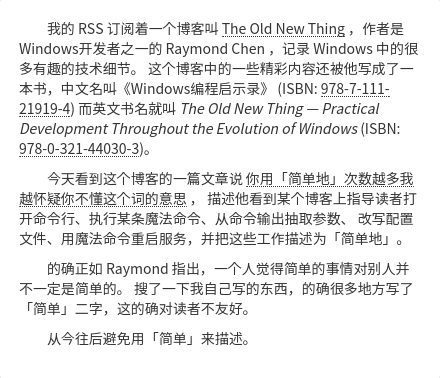 我的 RSS 订阅着一个博客叫 The Old New Thing ，作者是
Windows开发者之一的 Raymond Chen ，记录 Windows 中的很
多有趣的技术细节。 这个博客中的一些精彩内容还被他写成了一
本书，中文名叫《Windows编程启示录》 (ISBN: 978-7-111-
21919-4) 而英文书名就叫 The Old New Thing — Practical
Development Throughout the Evolution of Windows (ISBN:
978-0-321-44030-3)。
今天看到这个博客的一篇文章说 你用「简单地」次数越多我
越怀疑你不懂这个词的意思 ， 描述他看到某个博客上指导读者打
开命令行、执行某条魔法命令、从命令输出抽取参数、 改写配置
文件、用魔法命令重启服务，并把这些工作描述为「简单地」。
的确正如 Raymond 指出，一个人觉得简单的事情对别人并
不一定是简单的。 搜了一下我自己写的东西，的确很多地方写了
「简单」二字，这的确对读者不友好。
从今往后避免用「简单」来描述。